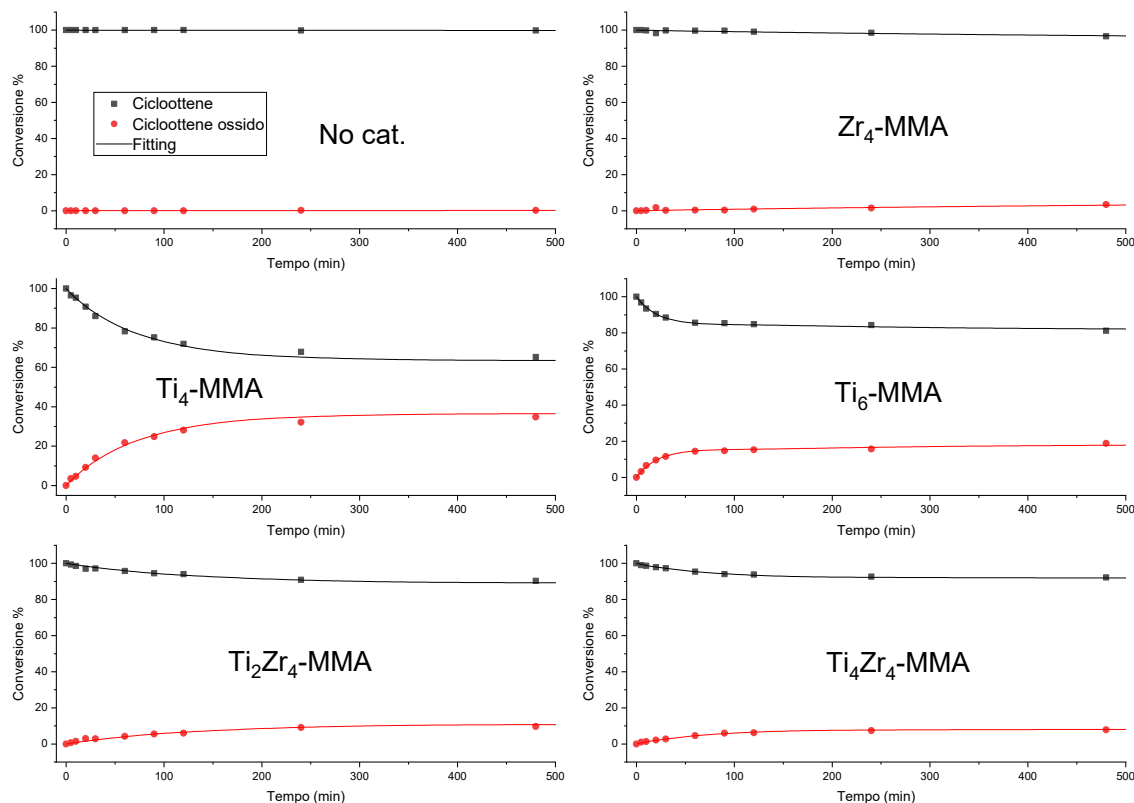 100
80
60
40
20
0
Conversione %
Cicloottene
Cicloottene ossido
Fitting
No cat.
0 100 200 300 400 500
Tempo (min)
100
80
60
40
20
0
Conversione %
Zr4-MMA
0 100 200 300 400 500
Tempo (min)
100
80
60
40
20
0
Conversione %
Ti4-MMA
0 100 200 300 400 500
Tempo (min)
100
80
60
40
20
0
Conversione %
Ti6-MMA
0 100 200 300 400 500
Tempo (min)
100
80
60
40
20
0
Conversione %
Ti2Zr4-MMA
0 100 200 300 400 500
Tempo (min)
100
80
60
40
20
0
Conversione %
Ti4Zr4-MMA
0 100 200 300 400 500
Tempo (min)